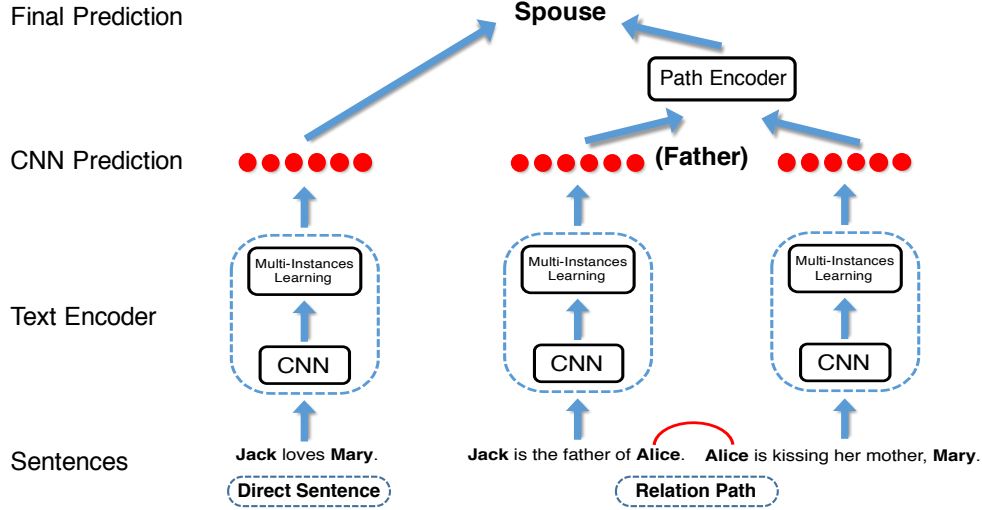 Final Prediction
Spouse
Path Encoder
CNN Prediction
(Father)
Multi-Instances
Learning
Multi-Instances
Learning
Multi-Instances
Learning
Text Encoder
CNN
CNN
CNN
Sentences
Jack loves Mary.
Jack is the father of Alice.
Alice is kissing her mother, Mary.
Direct Sentence
Relation Path